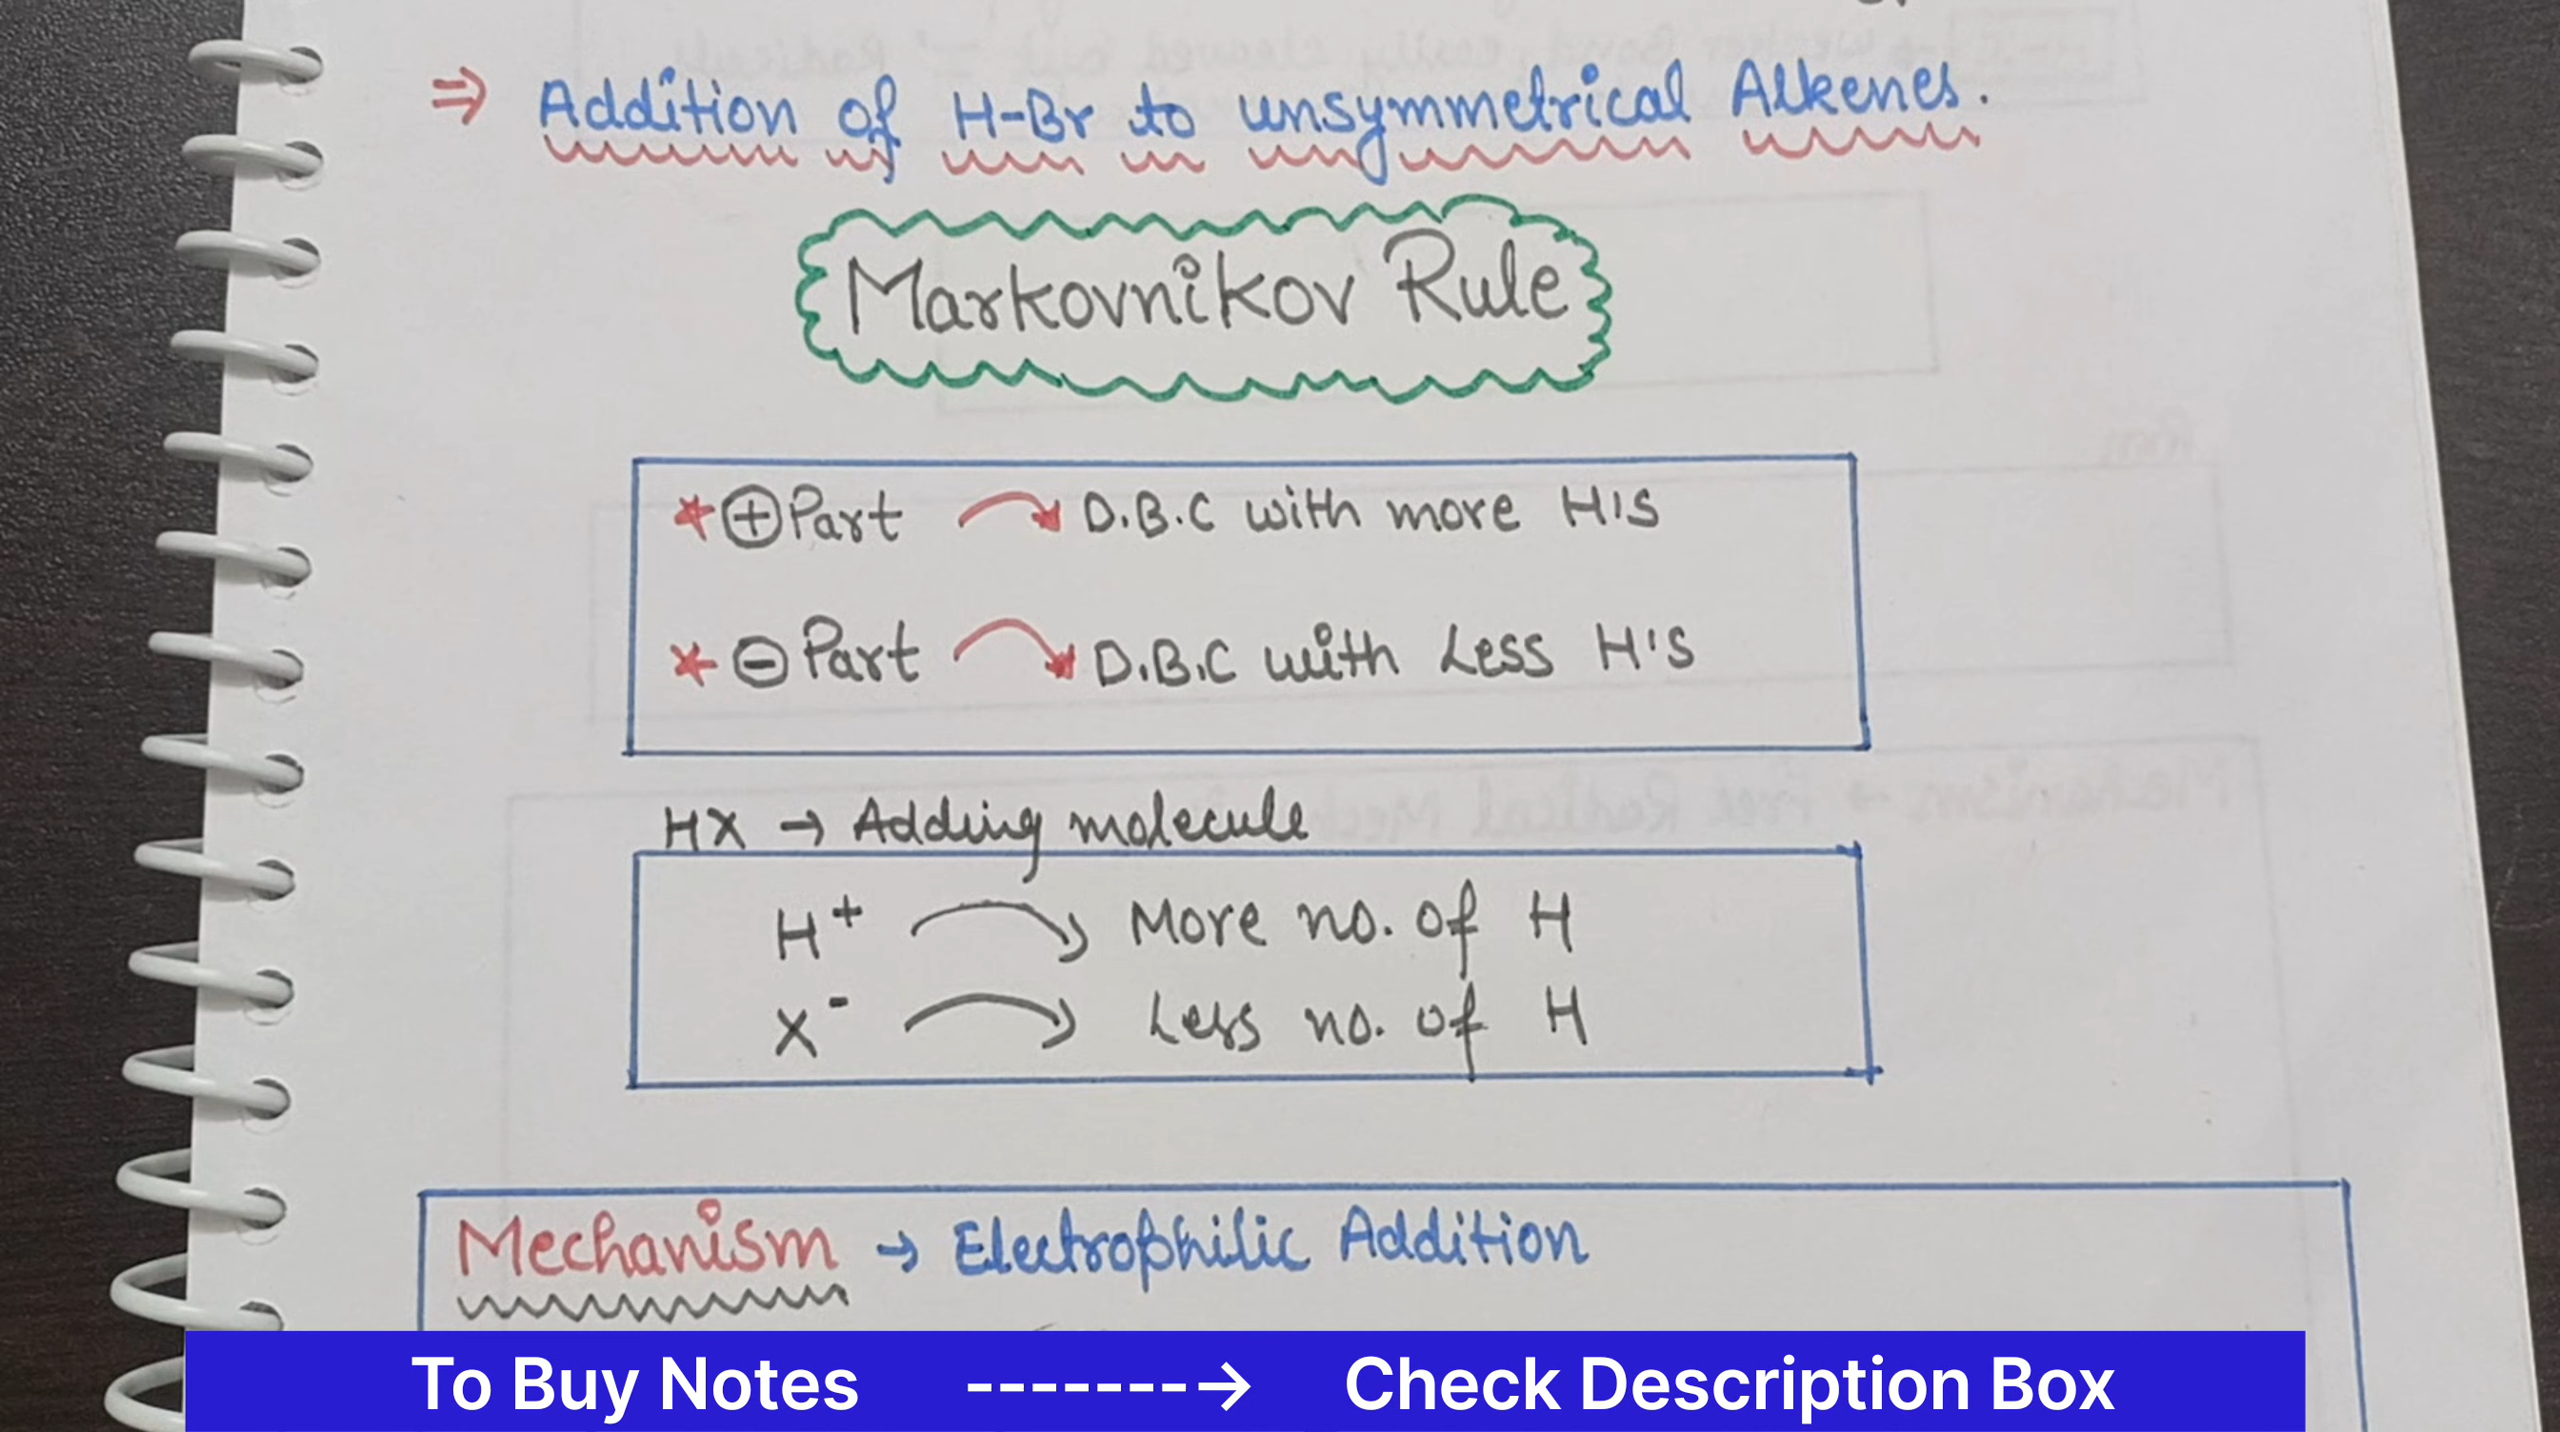 ⇒ Addition of H-Br to unsymmetrical Alkenes.
Markovnikov Rule
* ⊕ Part → D.B.C with more H's
* ⊖ Part → D.B.C with Less H's
HX → Adding molecule
H⁺ → More no. of H
X⁻ → Less no. of H
Mechanism → Electrophilic Addition
To Buy Notes -------→ Check Description Box